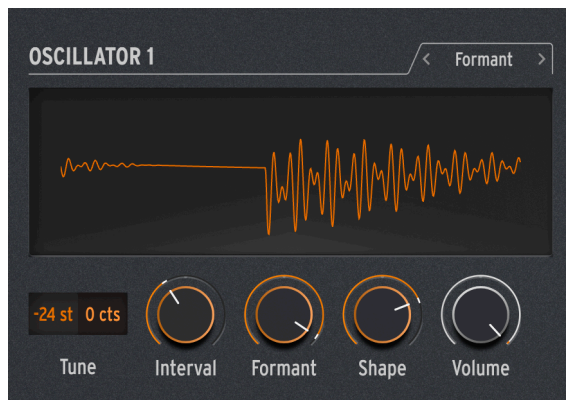 OSCILLATOR 1
< Formant >
-24 st 0 cts
Tune
Interval
Formant
Shape
Volume